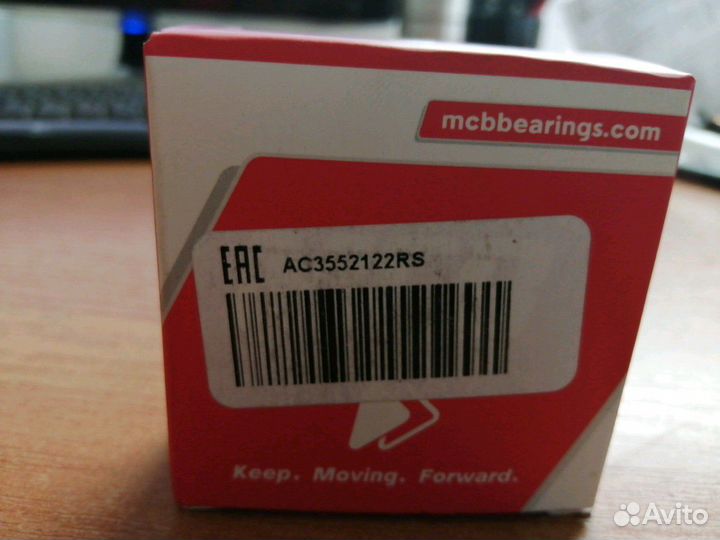 mcbbearings.com
EAC AC3552122RS
Keep. Moving. Forward.
Avito